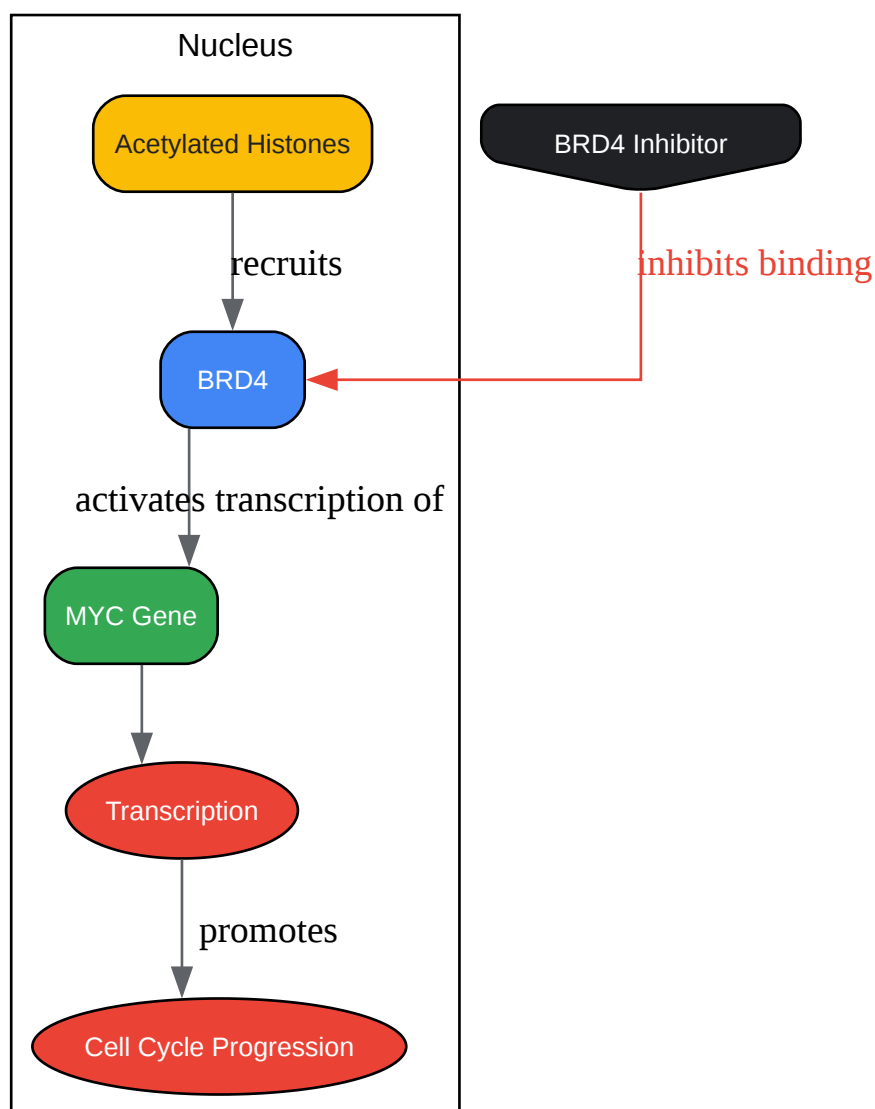 Nucleus
Acetylated Histones
BRD4 Inhibitor
recruits
inhibits binding
BRD4
activates transcription of
MYC Gene
Transcription
promotes
Cell Cycle Progression